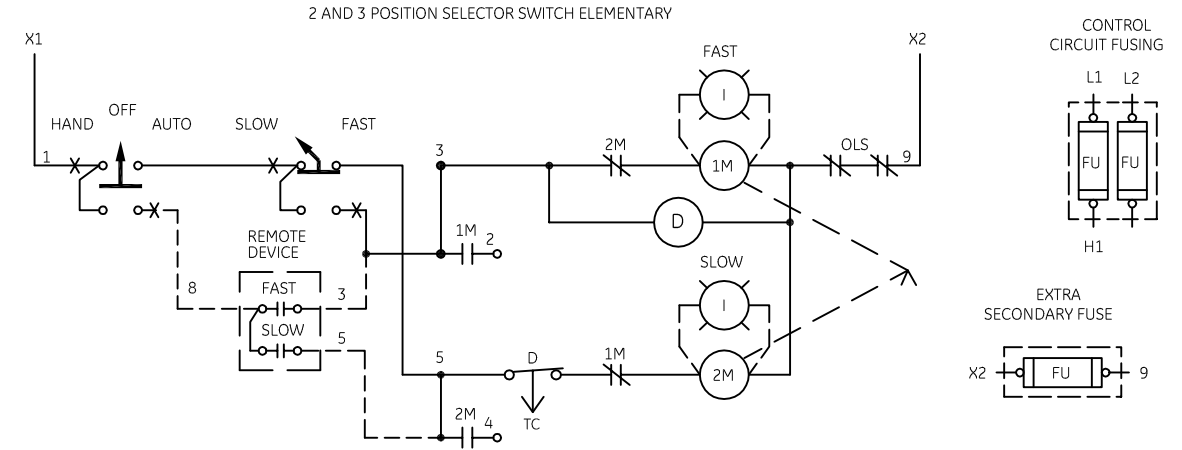 2 AND 3 POSITION SELECTOR SWITCH ELEMENTARY
X1
X2
CONTROL
CIRCUIT FUSING
L1 L2
FU FU
H1
FAST
I
HAND
OFF
AUTO
SLOW
FAST
1
3
2M
1M
OLS
9
D
1M
2
REMOTE
DEVICE
8
FAST
3
SLOW
5
SLOW
I
5
D
TC
1M
2M
2M
4
EXTRA
SECONDARY FUSE
X2
FU
9